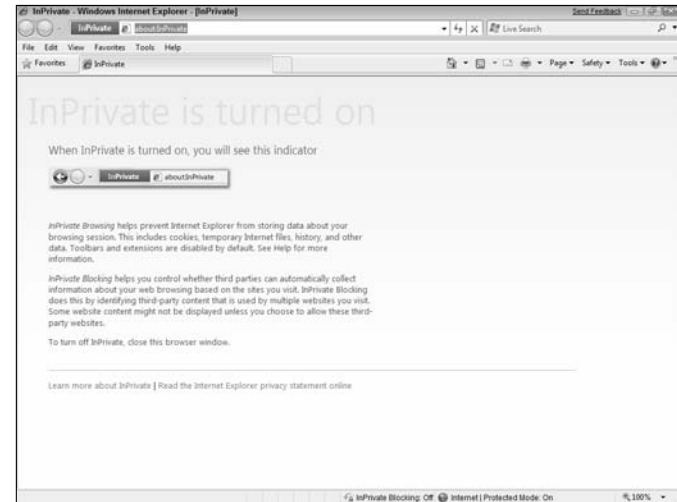 InPrivate - Windows Internet Explorer - [InPrivate]
Send Feedback
InPrivate about:InPrivate
Live Search
File Edit View Favorites Tools Help
Favorites InPrivate
Page Safety Tools
InPrivate is turned on
When InPrivate is turned on, you will see this indicator
InPrivate about:InPrivate
InPrivate Browsing helps prevent Internet Explorer from storing data about your
browsing session. This includes cookies, temporary Internet files, history, and other
data. Toolbars and extensions are disabled by default. See Help for more
information.
InPrivate Blocking helps you control whether third parties can automatically collect
information about your web browsing based on the sites you visit. InPrivate Blocking
does this by identifying third-party content that is used by multiple websites you visit.
Some website content might not be displayed unless you choose to allow these third-
party websites.
To turn off InPrivate, close this browser window.
Learn more about InPrivate | Read the Internet Explorer privacy statement online
InPrivate Blocking: Off Internet | Protected Mode: On 100%